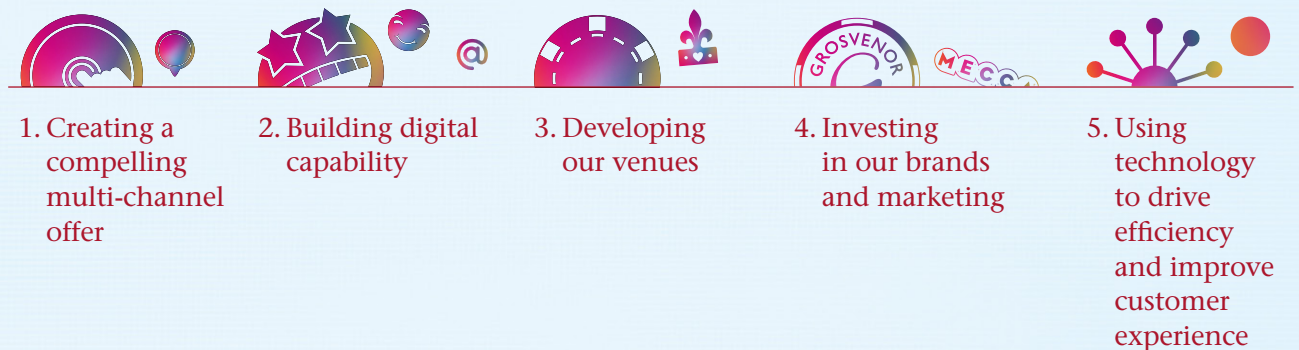 GROSVENOR
MECCA
@
1. Creating a
compelling
multi-channel
offer
2. Building digital
capability
3. Developing
our venues
4. Investing
in our brands
and marketing
5. Using
technology
to drive
efficiency
and improve
customer
experience